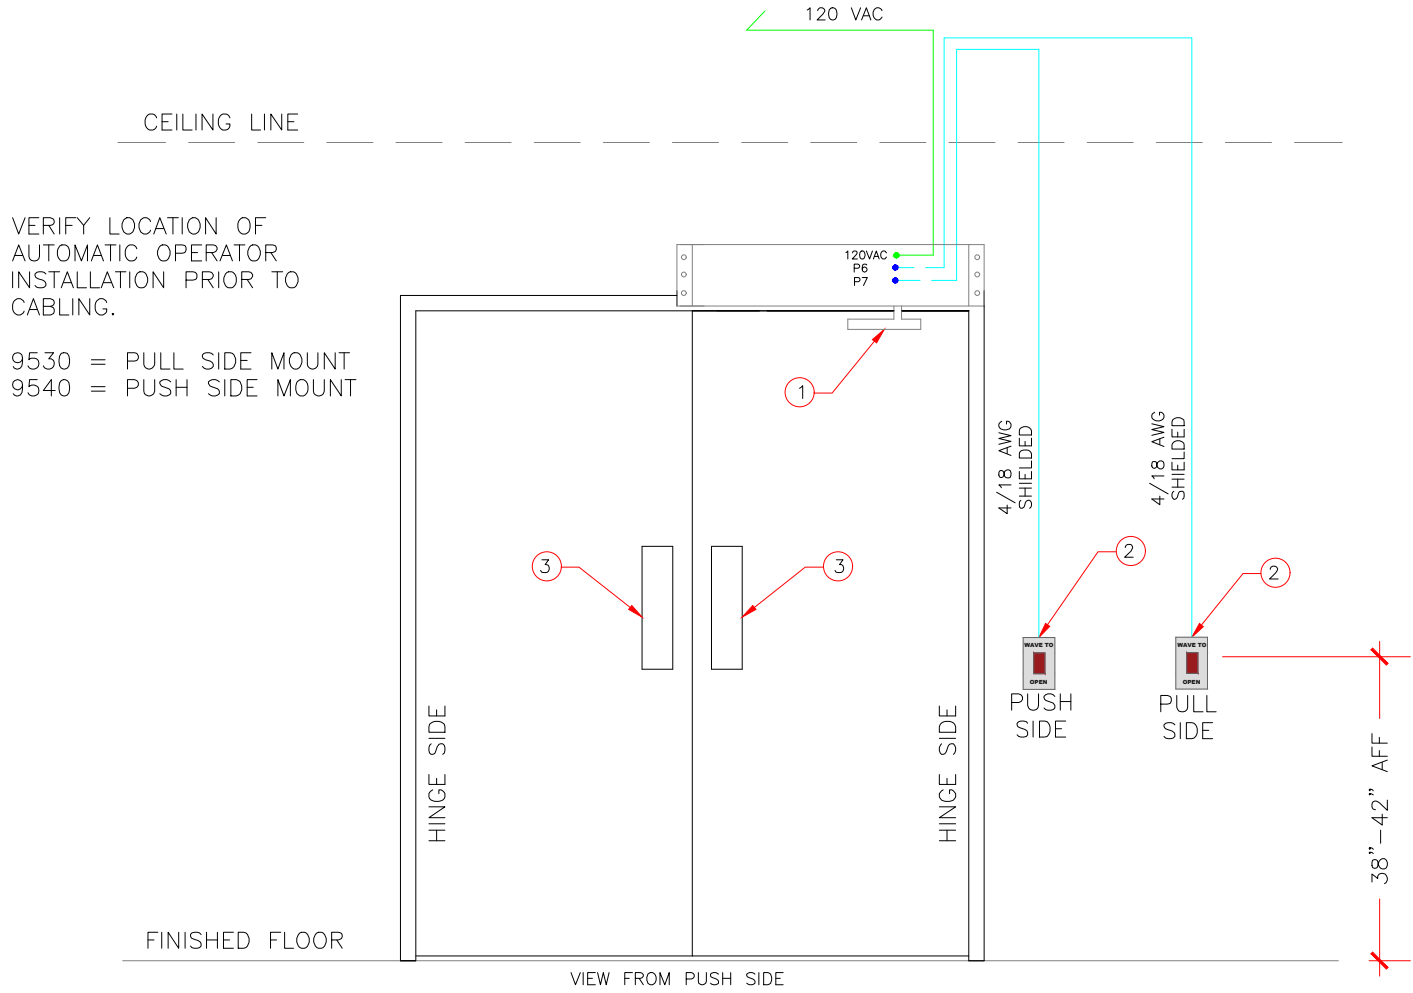 120 VAC
CEILING LINE
VERIFY LOCATION OF
AUTOMATIC OPERATOR
INSTALLATION PRIOR TO
CABLING.
9530 = PULL SIDE MOUNT
9540 = PUSH SIDE MOUNT
120VAC
P6
P7
1
4/18 AWG
SHIELDED
4/18 AWG
SHIELDED
3
3
2
2
WAVE TO
OPEN
PUSH
SIDE
WAVE TO
OPEN
PULL
SIDE
HINGE SIDE
HINGE SIDE
38"-42" AFF
FINISHED FLOOR
VIEW FROM PUSH SIDE